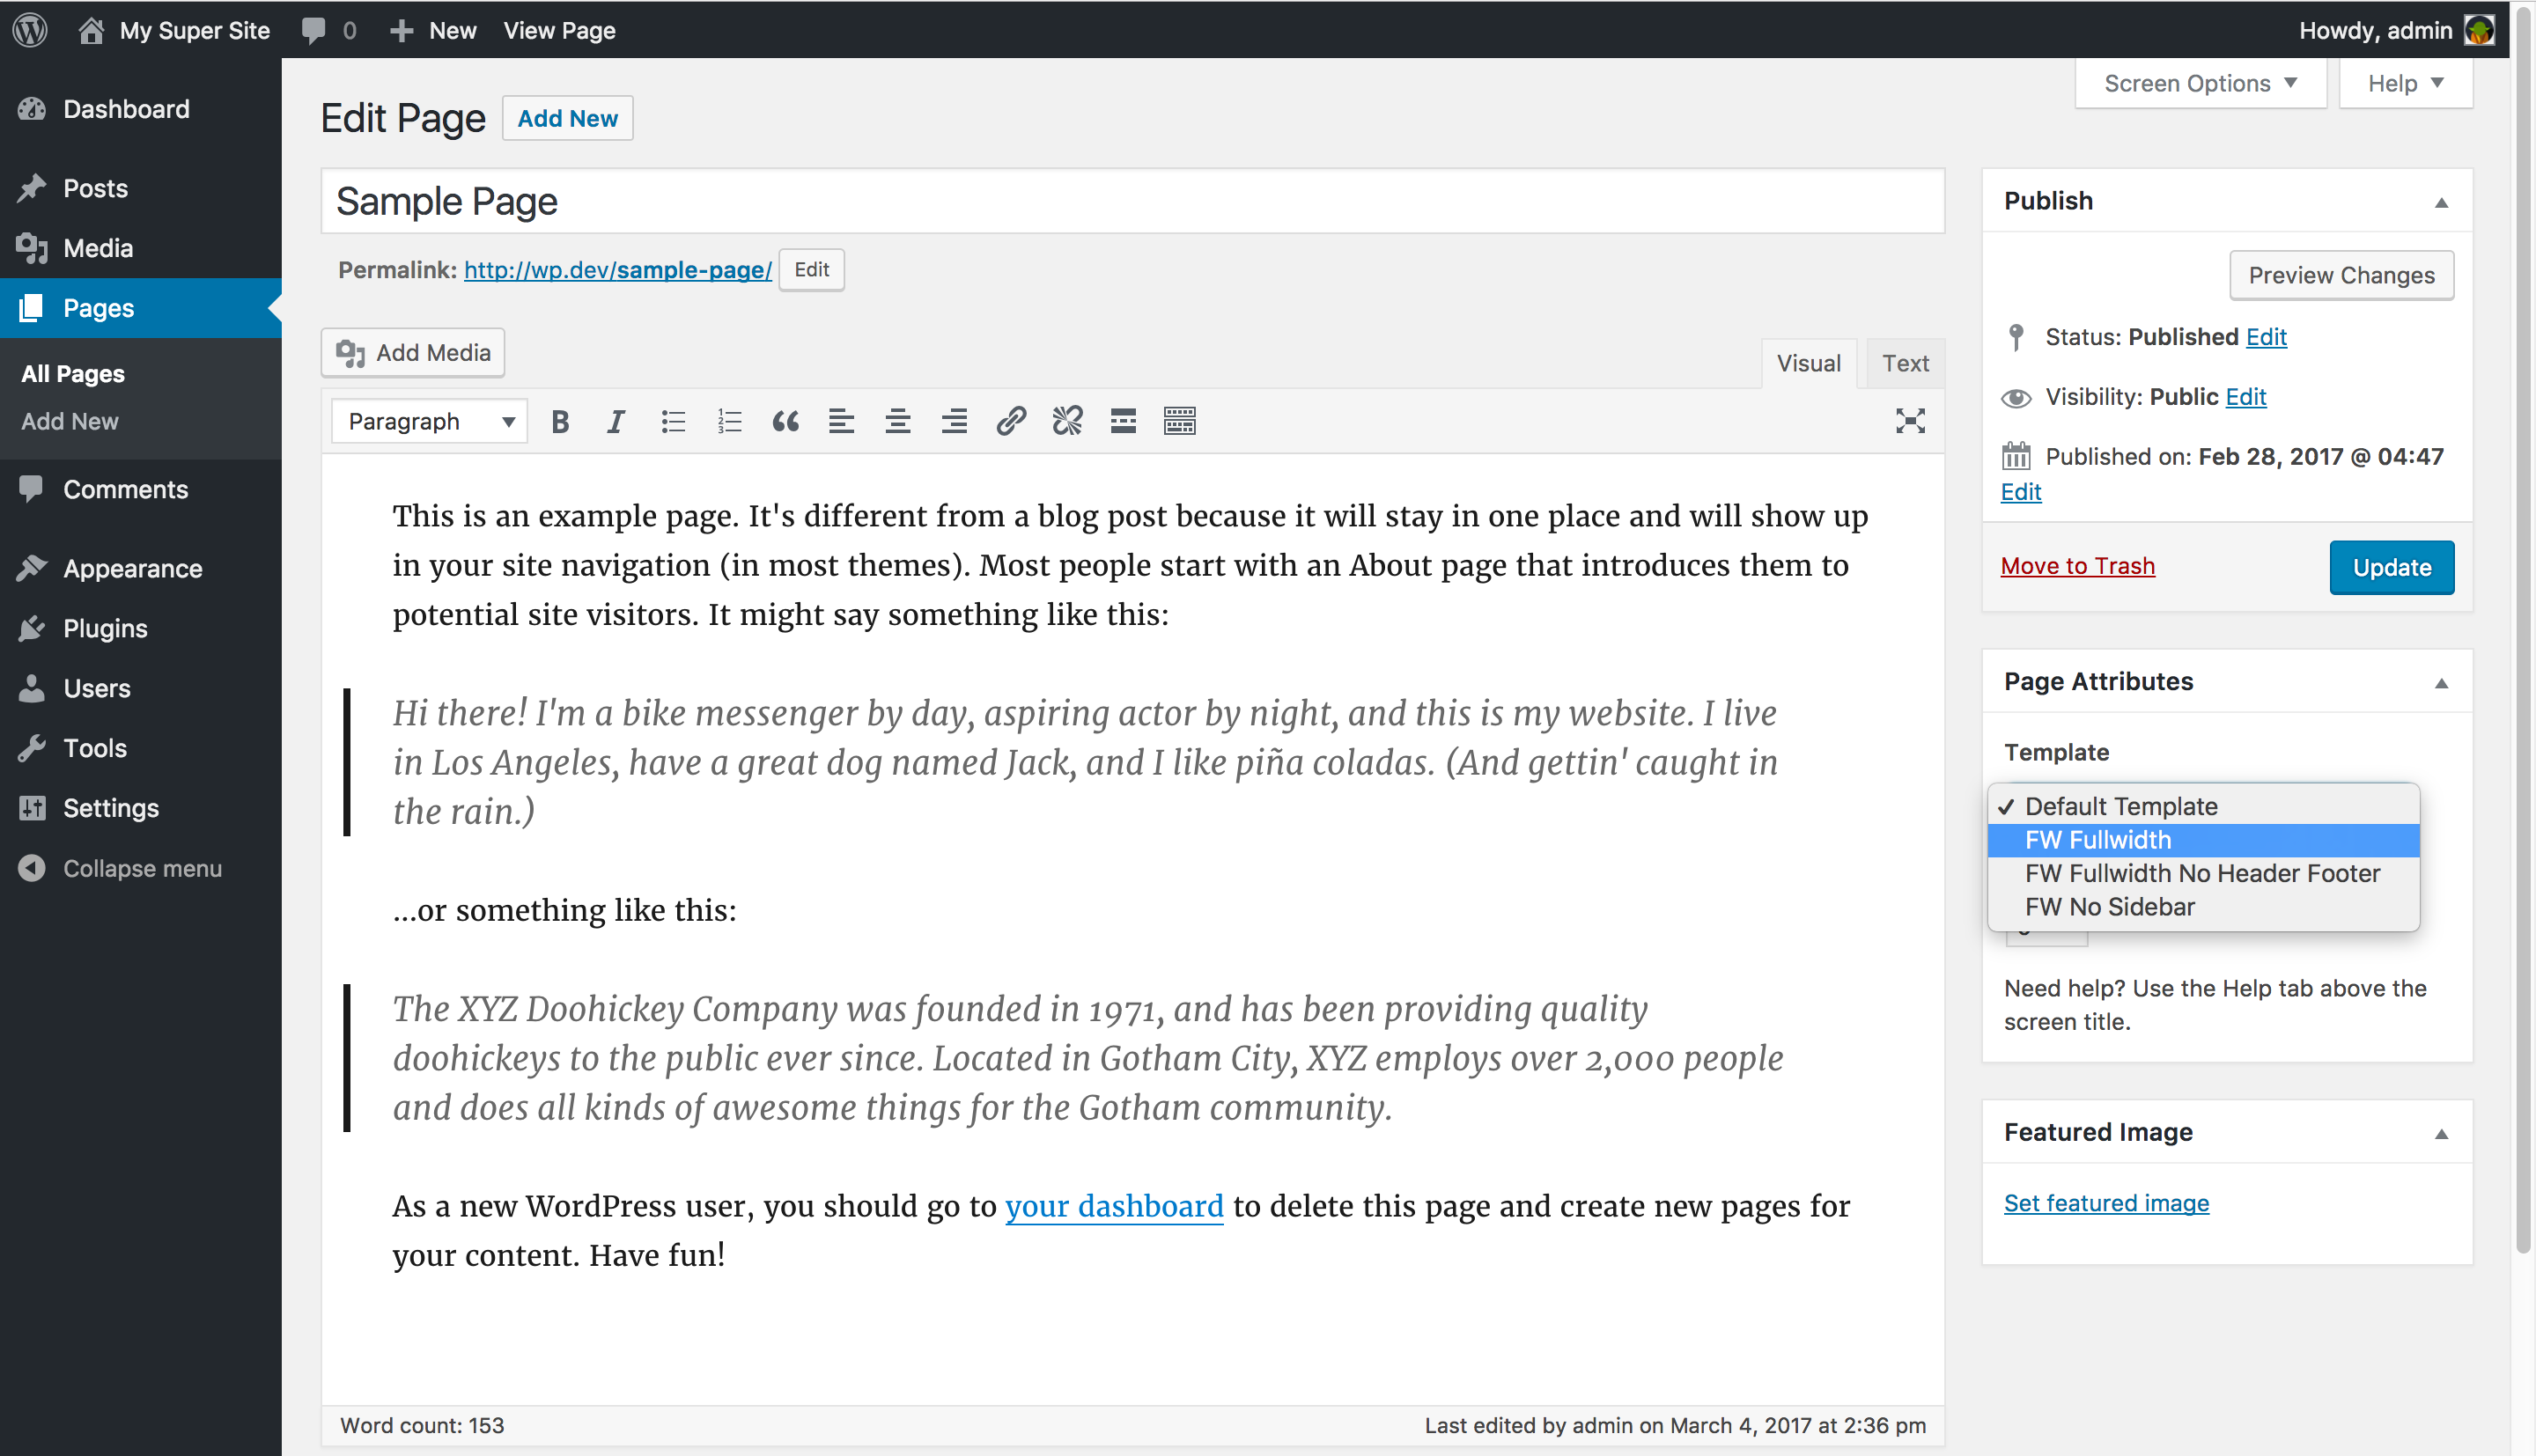 My Super Site 0 New View Page Howdy, admin
Dashboard
Posts
Media
Pages
All Pages
Add New
Comments
Appearance
Plugins
Users
Tools
Settings
Collapse menu
Screen Options Help
Edit Page Add New
Sample Page
Permalink: http://wp.dev/sample-page/ Edit
Add Media
Visual Text
Paragraph
This is an example page. It's different from a blog post because it will stay in one place and will show up
in your site navigation (in most themes). Most people start with an About page that introduces them to
potential site visitors. It might say something like this:
Hi there! I'm a bike messenger by day, aspiring actor by night, and this is my website. I live
in Los Angeles, have a great dog named Jack, and I like piña coladas. (And gettin' caught in
the rain.)
...or something like this:
The XYZ Doohickey Company was founded in 1971, and has been providing quality
doohickeys to the public ever since. Located in Gotham City, XYZ employs over 2,000 people
and does all kinds of awesome things for the Gotham community.
As a new WordPress user, you should go to your dashboard to delete this page and create new pages for
your content. Have fun!
Word count: 153
Last edited by admin on March 4, 2017 at 2:36 pm
Publish
Preview Changes
Status: Published Edit
Visibility: Public Edit
Published on: Feb 28, 2017 @ 04:47
Edit
Move to Trash Update
Page Attributes
Template
✓ Default Template
FW Fullwidth
FW Fullwidth No Header Footer
FW No Sidebar
Need help? Use the Help tab above the
screen title.
Featured Image
Set featured image